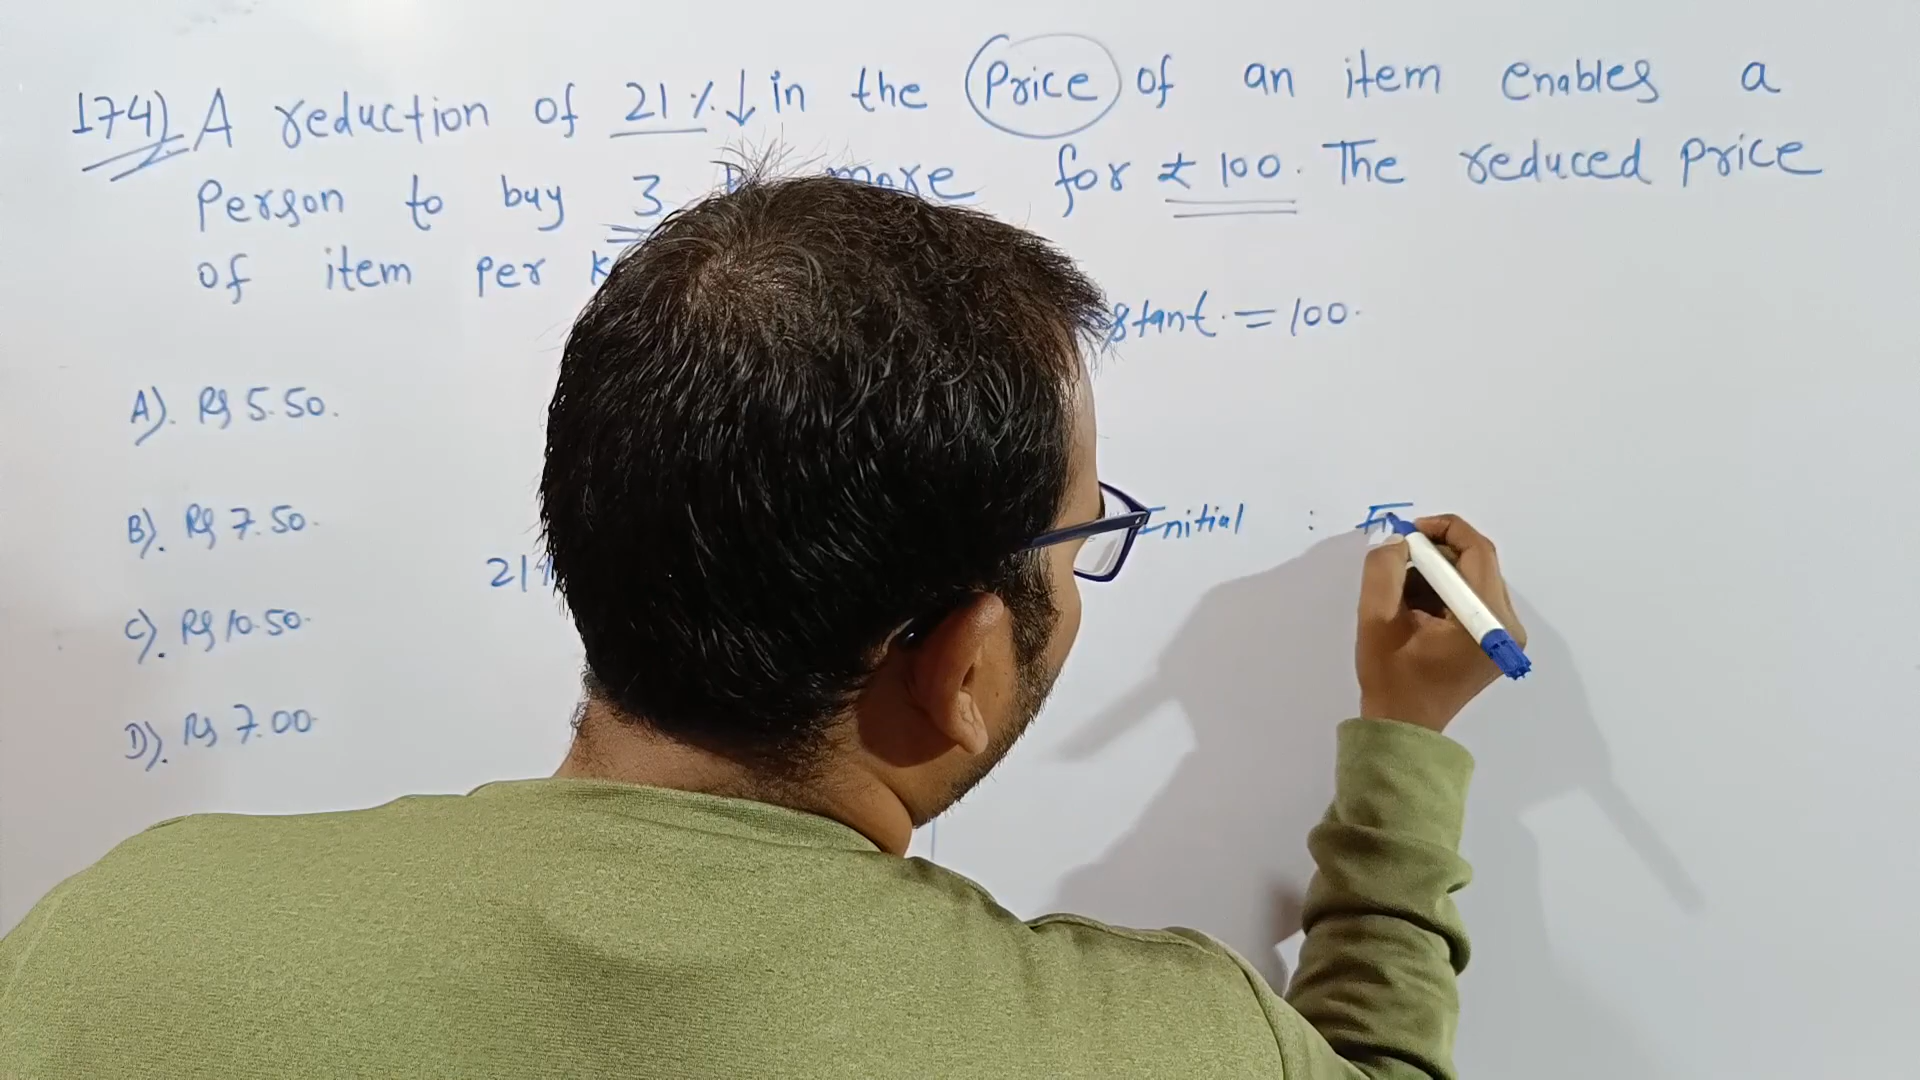 174) A reduction of 21%↓ in the Price of an item enables a
Person to buy 3 more for ₹ 100. The reduced price
of item per
= 100.
A). Rs 5.50.
B). Rs 7.50.
C). Rs 10.50.
D). Rs 7.00
Initial :
21%